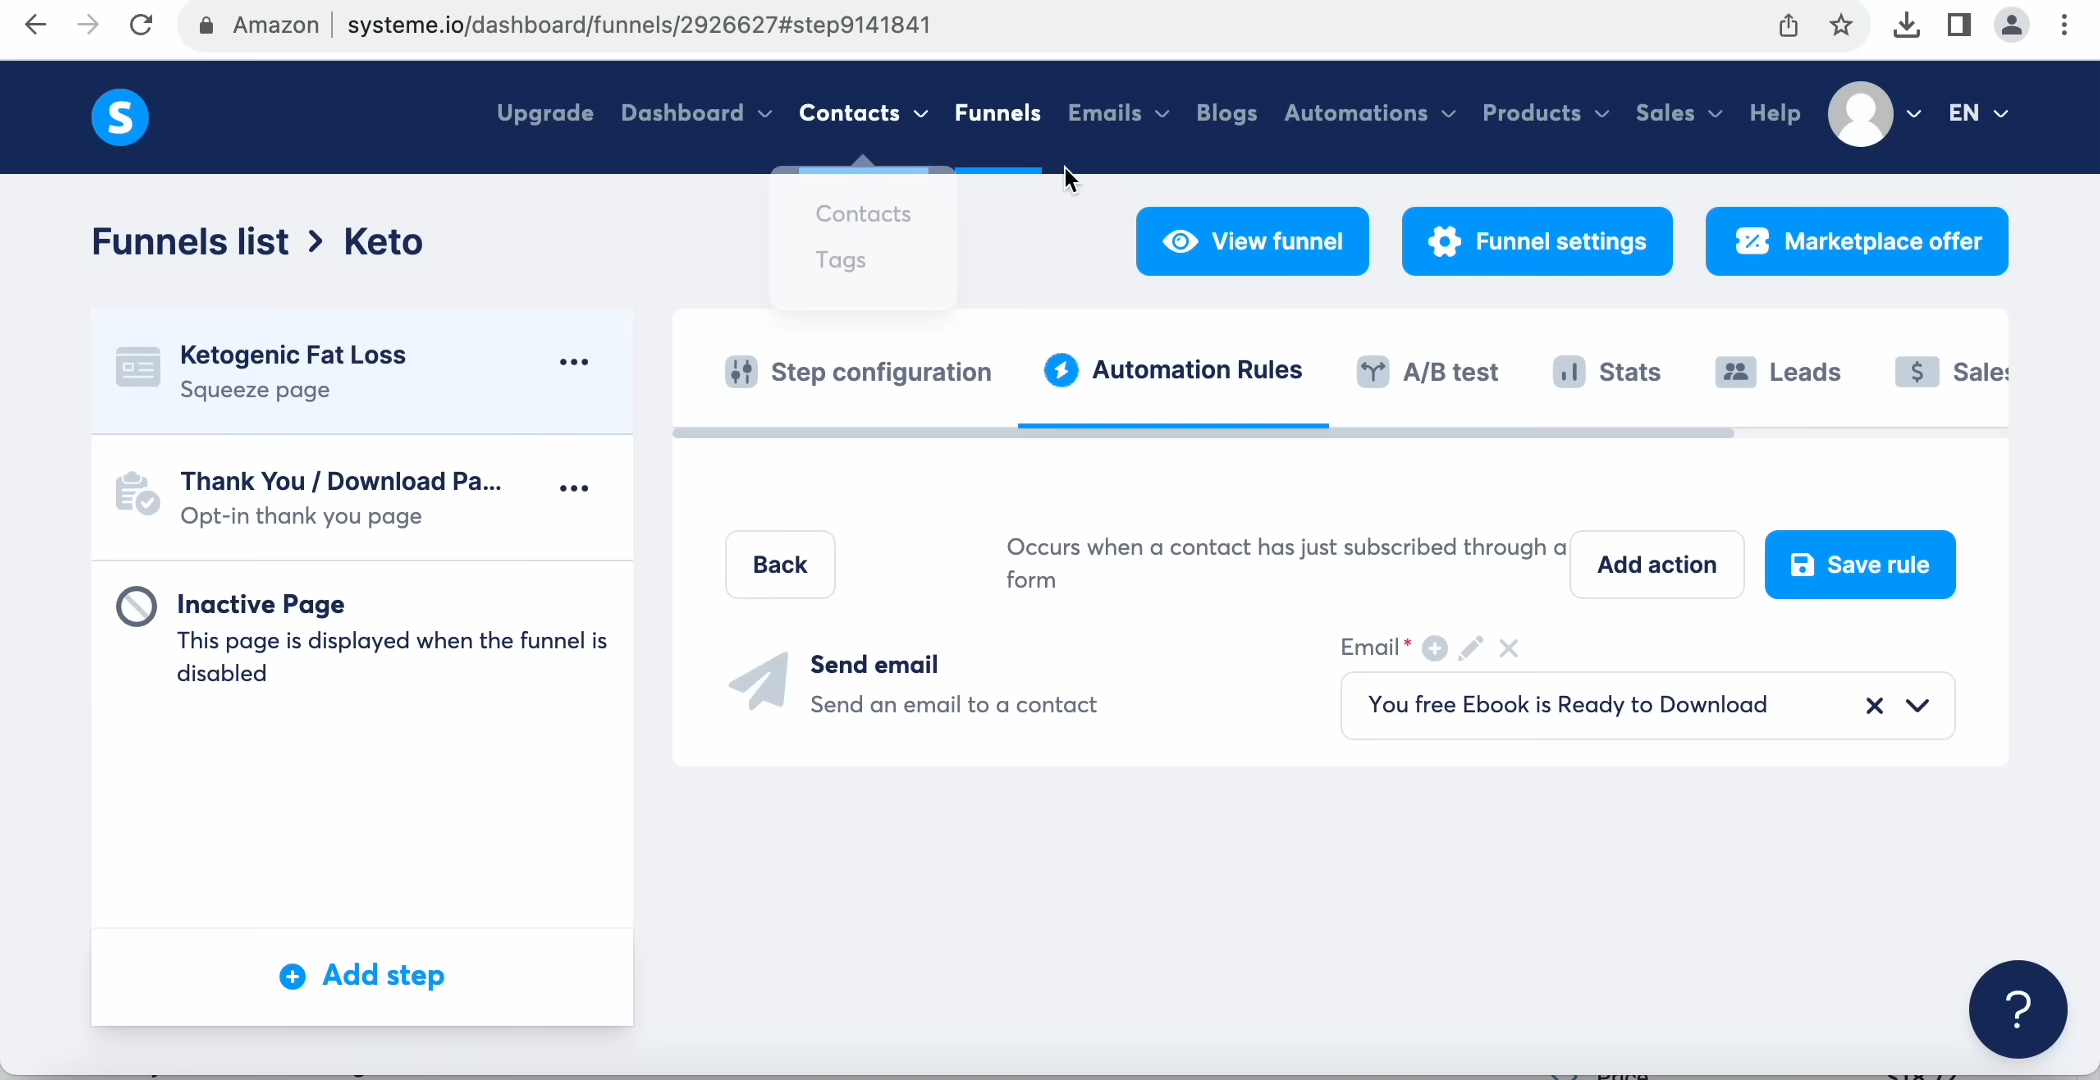 Amazon | systeme.io/dashboard/funnels/2926627#step9141841
S
Upgrade Dashboard Contacts Funnels Emails Blogs Automations Products Sales Help EN
Contacts
Tags
Funnels list > Keto
View funnel
Funnel settings
Marketplace offer
Ketogenic Fat Loss
Squeeze page
Thank You / Download Pa...
Opt-in thank you page
Inactive Page
This page is displayed when the funnel is
disabled
Add step
Step configuration
Automation Rules
A/B test
Stats
Leads
$ Sales
Back
Occurs when a contact has just subscribed through a
form
Add action
Save rule
Send email
Send an email to a contact
Email*
You free Ebook is Ready to Download
?